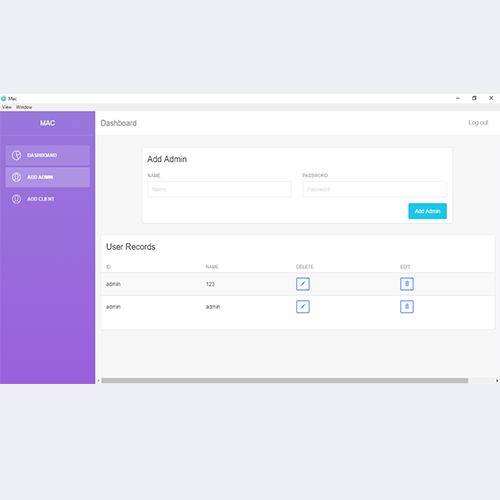 Mac
View Window
MAC
Dashboard
Log out
DASHBOARD
ADD ADMIN
ADD CLIENT
Add Admin
NAME PASSWORD
Name Password
Add Admin
User Records
ID NAME DELETE EDIT
admin 123
admin admin